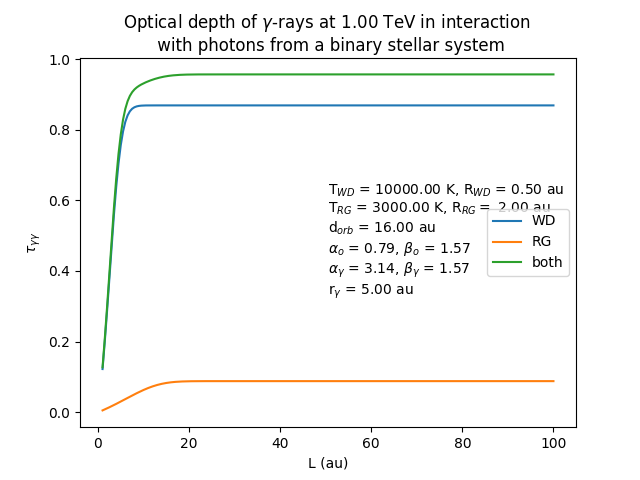 Optical depth of γ-rays at 1.00 TeV in interaction
with photons from a binary stellar system
1.0
0.8
0.6
0.4
0.2
0.0
τγγ
T_WD = 10000.00 K, R_WD = 0.50 au
T_RG = 3000.00 K, R_RG = 2.00 au
d_orb = 16.00 au
α_o = 0.79, β_o = 1.57
α_γ = 3.14, β_γ = 1.57
r_γ = 5.00 au
WD
RG
both
0 20 40 60 80 100
L (au)